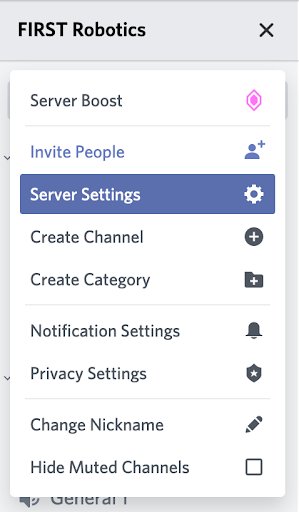 FIRST Robotics
Server Boost
Invite People
Server Settings
Create Channel
Create Category
Notification Settings
Privacy Settings
Change Nickname
Hide Muted Channels
General 1